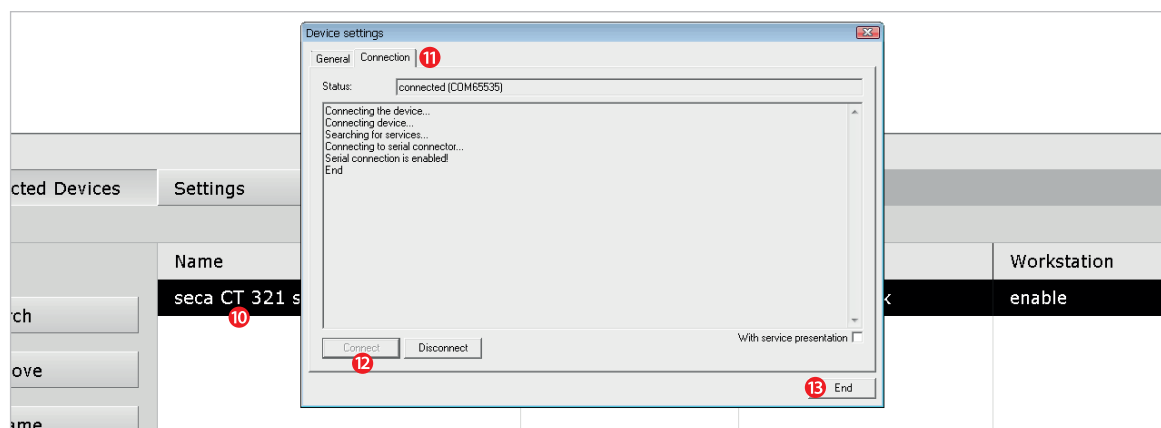 Device settings
General Connection 11
Status: connected (COM65535)
Connecting the device...
Connecting device...
Searching for services...
Connecting to serial connector...
Serial connection is enabled!
End
cted Devices Settings
Name Workstation
seca CT 321 s k enable
10
rch
With service presentation
Connect Disconnect
12
ove
13 End
ame